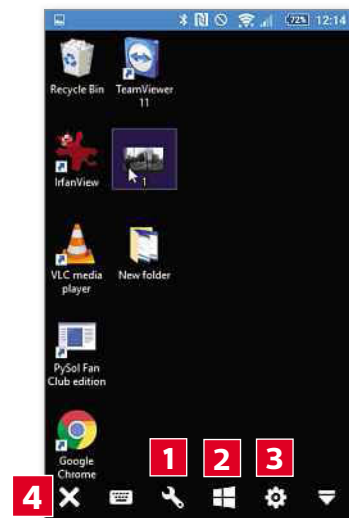 72% 12:14
Recycle Bin TeamViewer
11
IrfanView 1
VLC media New folder
player
PySol Fan
Club edition
Google
Chrome
1 2 3
4